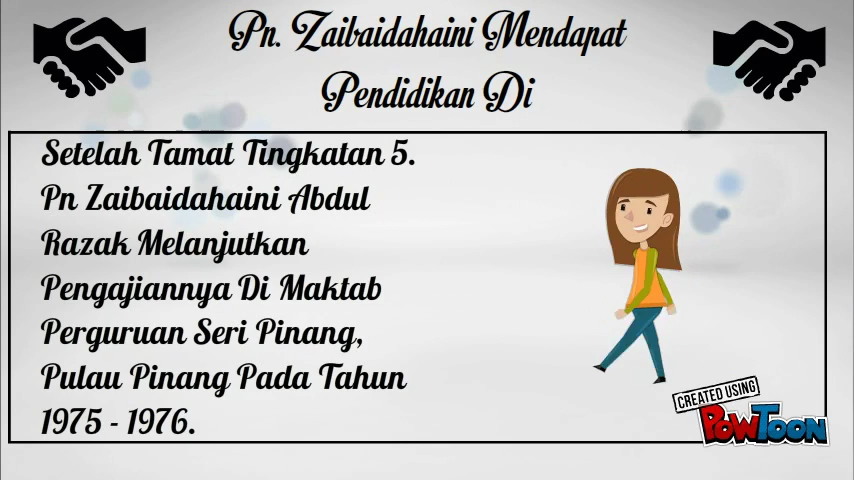 Pn. Zaibaidahaini Mendapat
Pendidikan Di
Setelah Tamat Tingkatan 5.
Pn Zaibaidahaini Abdul
Razak Melanjutkan
Pengajiannya Di Maktab
Perguruan Seri Pinang,
Pulau Pinang Pada Tahun
1975 - 1976.
CREATED USING
POWTOON